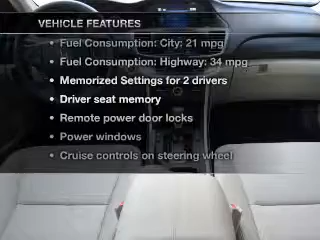 VEHICLE FEATURES
• Fuel Consumption: City: 21 mpg
• Fuel Consumption: Highway: 34 mpg
• Memorized Settings for 2 drivers
• Driver seat memory
• Remote power door locks
• Power windows
• Cruise controls on steering wheel